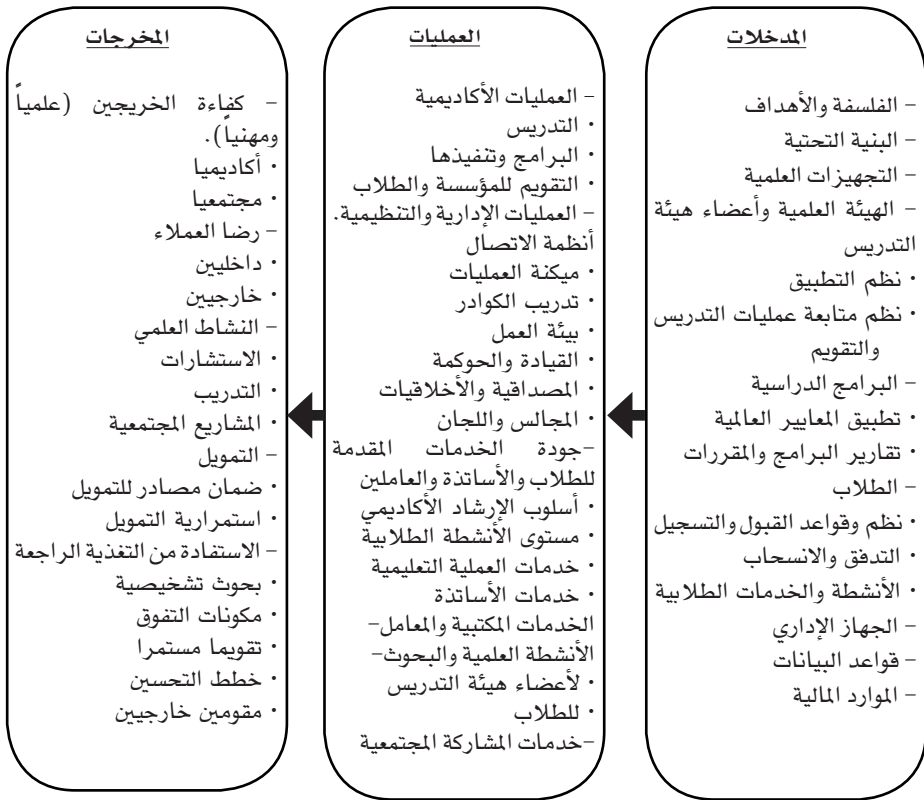 المدخلات
- الفلسفة والأهداف
- البنية التحتية
- التجهيزات العلمية
- الهيئة العلمية وأعضاء هيئة
التدريس
• نظم التطبيق
• نظم متابعة عمليات التدريس
والتقويم
- البرامج الدراسية
• تطبيق المعايير العالمية
• تقارير البرامج والمقررات
- الطلاب
• نظم وقواعد القبول والتسجيل
• التدفق والانسحاب
• الأنشطة والخدمات الطلابية
- الجهاز الإداري
- قواعد البيانات
- الموارد المالية
العمليات
- العمليات الأكاديمية
• التدريس
• البرامج وتنفيذها
• التقويم للمؤسسة والطلاب
- العمليات الإدارية والتنظيمية.
أنظمة الاتصال
• ميكنة العمليات
• تدريب الكوادر
• بيئة العمل
• القيادة والحوكمة
• المصداقية والأخلاقيات
• المجالس واللجان
-جودة الخدمات المقدمة
للطلاب والأساتذة والعاملين
• أسلوب الإرشاد الأكاديمي
• مستوى الأنشطة الطلابية
• خدمات العملية التعليمية
• خدمات الأساتذة
الخدمات المكتبية والمعامل-
الأنشطة العلمية والبحوث-
• لأعضاء هيئة التدريس
• للطلاب
-خدمات المشاركة المجتمعية
المخرجات
- كفاءة الخريجين (علمياً
ومهنياً).
• أكاديميا
• مجتمعيا
- رضا العملاء
• داخليين
• خارجيين
- النشاط العلمي
• الاستشارات
• التدريب
• المشاريع المجتمعية
- التمويل
• ضمان مصادر للتمويل
• استمرارية التمويل
- الاستفادة من التغذية الراجعة
• بحوث تشخيصية
• مكونات التفوق
• تقويما مستمرا
• خطط التحسين
• مقومين خارجيين